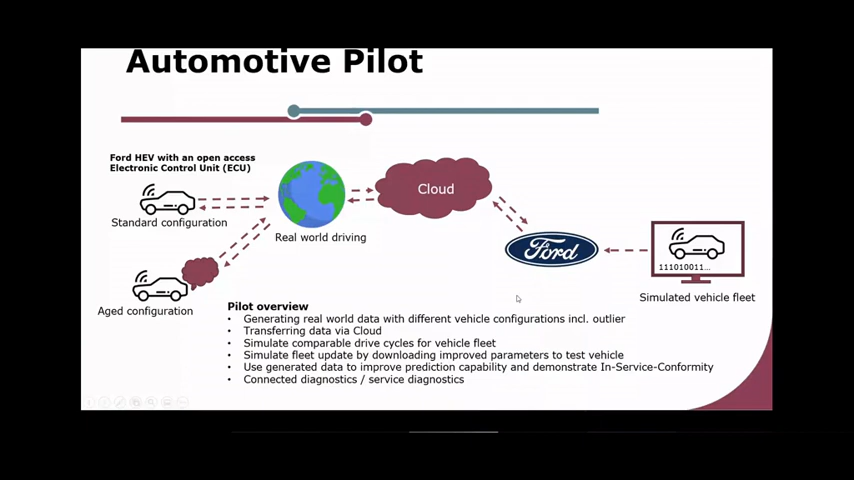 Automotive Pilot
Ford HEV with an open access
Electronic Control Unit (ECU)
Standard configuration
Real world driving
Cloud
Ford
111010011...
Simulated vehicle fleet
Aged configuration
Pilot overview
• Generating real world data with different vehicle configurations incl. outlier
• Transferring data via Cloud
• Simulate comparable drive cycles for vehicle fleet
• Simulate fleet update by downloading improved parameters to test vehicle
• Use generated data to improve prediction capability and demonstrate In-Service-Conformity
• Connected diagnostics / service diagnostics